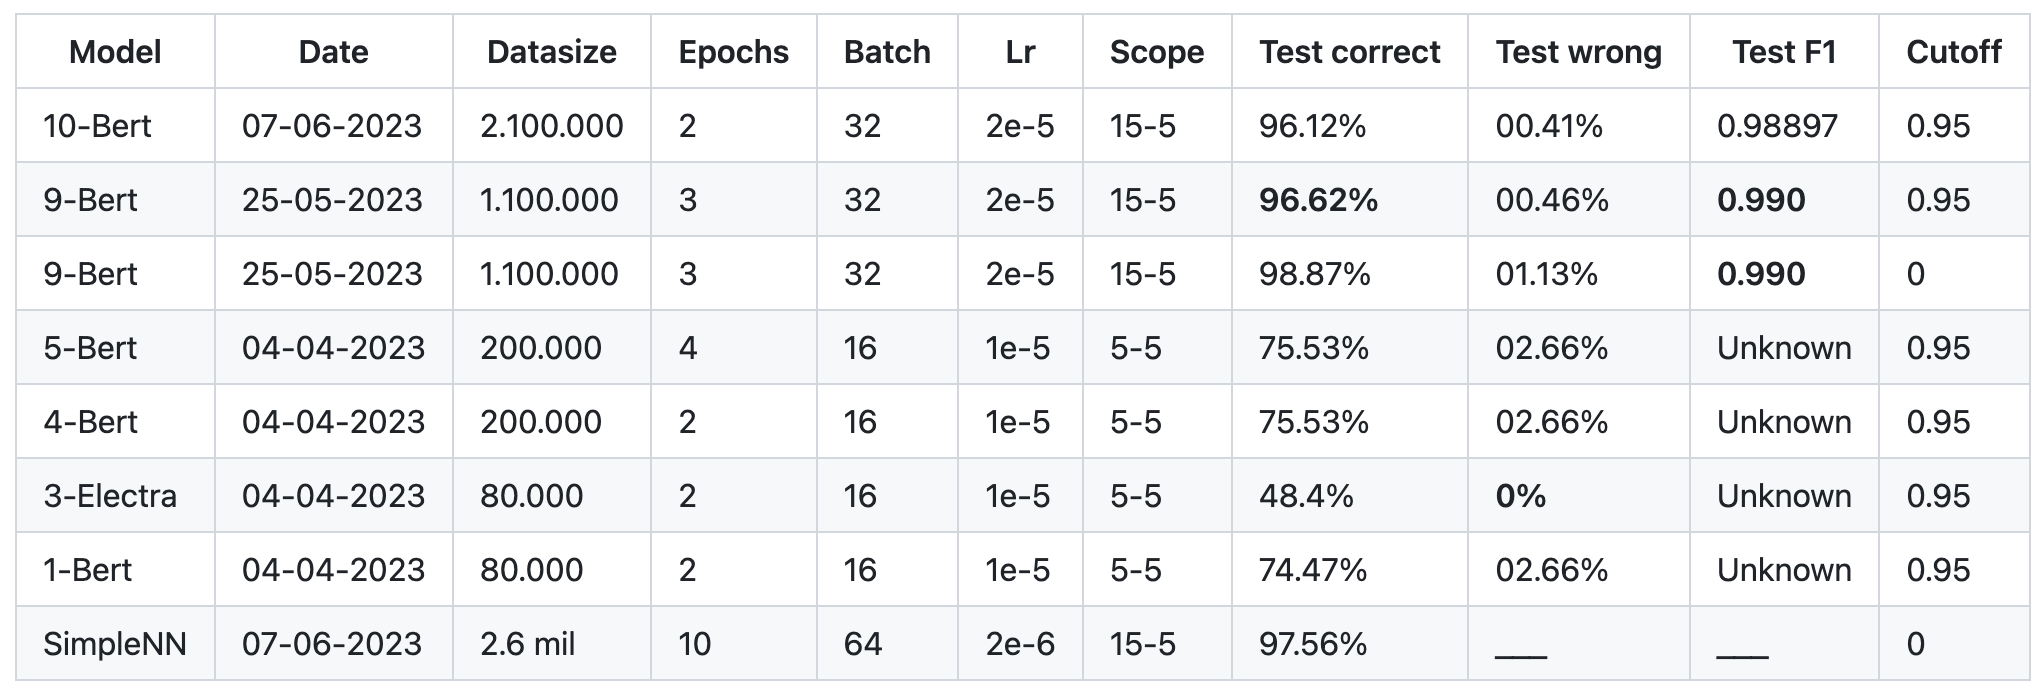 Model Date Datasize Epochs Batch Lr Scope Test correct Test wrong Test F1 Cutoff
10-Bert 07-06-2023 2.100.000 2 32 2e-5 15-5 96.12% 00.41% 0.98897 0.95
9-Bert 25-05-2023 1.100.000 3 32 2e-5 15-5 96.62% 00.46% 0.990 0.95
9-Bert 25-05-2023 1.100.000 3 32 2e-5 15-5 98.87% 01.13% 0.990 0
5-Bert 04-04-2023 200.000 4 16 1e-5 5-5 75.53% 02.66% Unknown 0.95
4-Bert 04-04-2023 200.000 2 16 1e-5 5-5 75.53% 02.66% Unknown 0.95
3-Electra 04-04-2023 80.000 2 16 1e-5 5-5 48.4% 0% Unknown 0.95
1-Bert 04-04-2023 80.000 2 16 1e-5 5-5 74.47% 02.66% Unknown 0.95
SimpleNN 07-06-2023 2.6 mil 10 64 2e-6 15-5 97.56% ___ ___ 0